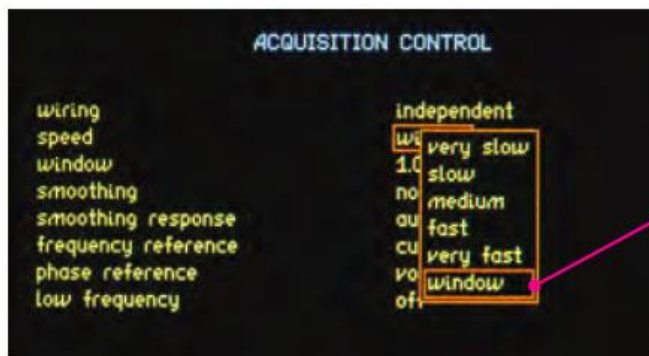 ACQUISITION CONTROL
wiring independent
speed
window
smoothing
smoothing response
frequency reference
phase reference
low frequency
very slow
slow
medium
fast
very fast
window